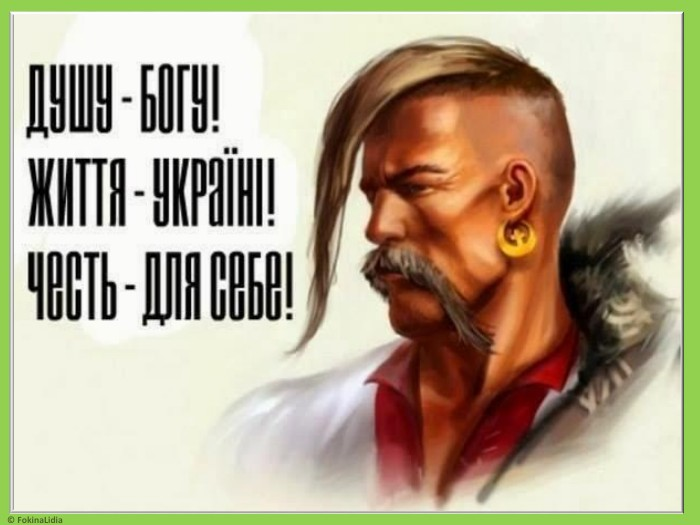 ДУШУ - БОГУ!
ЖИТТЯ - УКРАЇНІ!
ЧЕСТЬ - ДЛЯ СЕБЕ!
© FokinaLidia